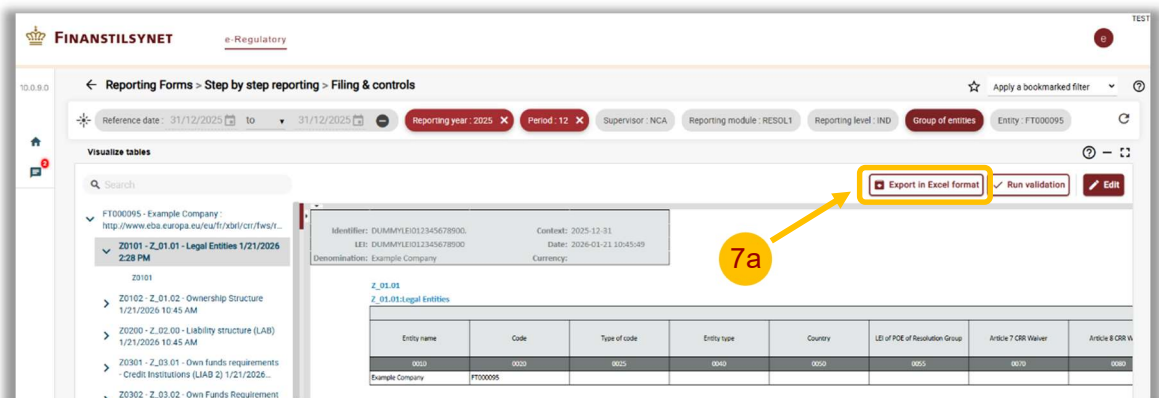 TEST
FINANSTILSYNET e-Regulatory e
10.0.9.0
Reporting Forms > Step by step reporting > Filing & controls Apply a bookmarked filter
Reference date : 31/12/2025 to 31/12/2025 Reporting year : 2025 Period : 12 Supervisor : NCA Reporting module : RESOL1 Reporting level : IND Group of entities Entity : FT000095
Visualize tables
2
Search
Export in Excel format Run validation Edit
7a
FT000095 - Example Company :
http://www.eba.europa.eu/eu/fr/xbrl/crr/fws/r...
Z0101 - Z_01.01 - Legal Entities 1/21/2026
2:28 PM
Z0101
Z0102 - Z_01.02 - Ownership Structure
1/21/2026 10:45 AM
Z0200 - Z_02.00 - Liability structure (LAB)
1/21/2026 10:45 AM
Z0301 - Z_03.01 - Own funds requirements
- Credit Institutions (LIAB 2) 1/21/2026...
Z0302 - Z_03.02 - Own Funds Requirement
Identifier: DUMMYLEI012345678900. Context: 2025-12-31
LEI: DUMMYLEI012345678900 Date: 2026-01-21 10:45:49
Denomination: Example Company Currency:
Z_01.01
Z_01.01:Legal Entities
Entity name Code Type of code Entity type Country LEI of POE of Resolution Group Article 7 CRR Waiver Article 8 CRR W
0010 0020 0025 0040 0050 0055 0070 0080
Example Company FT000095